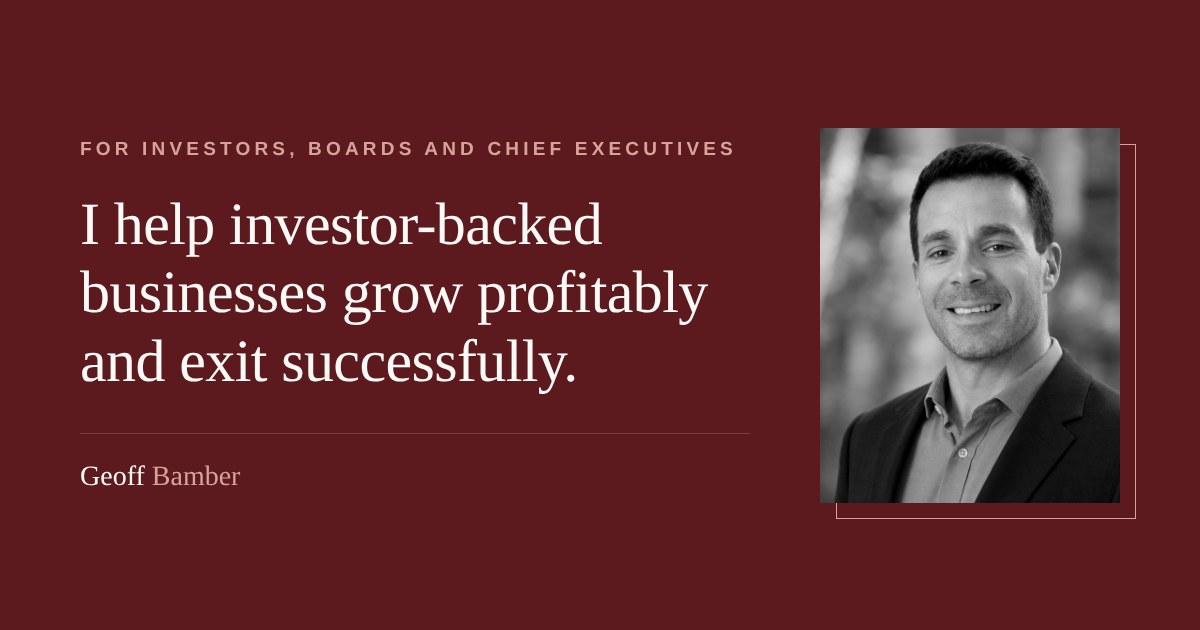 FOR INVESTORS, BOARDS AND CHIEF EXECUTIVES
I help investor-backed
businesses grow profitably
and exit successfully.
Geoff Bamber